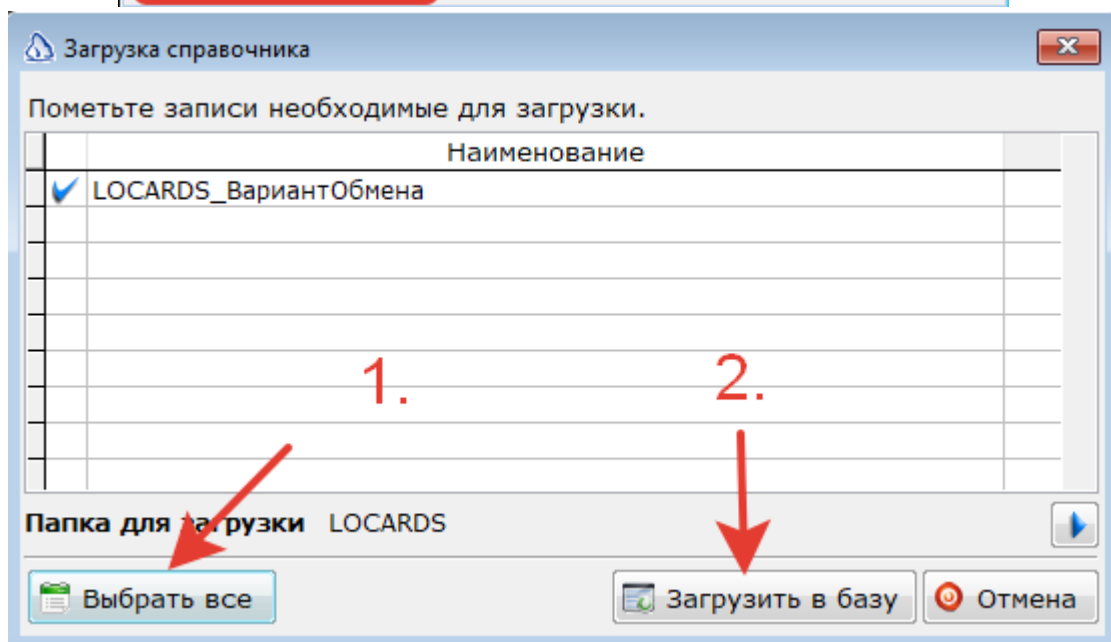 Загрузка справочника
Пометьте записи необходимые для загрузки.
Наименование
LOCARDS_ВариантОбмена
1. 2.
Папка для загрузки LOCARDS
Выбрать все Загрузить в базу Отмена